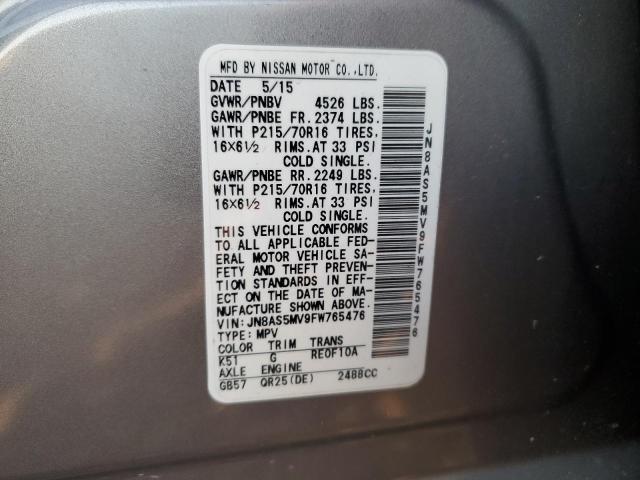 MFD BY NISSAN MOTOR CO.,LTD.
DATE 5/15
GVWR/PNBV 4526 LBS.
GAWR/PNBE FR. 2374 LBS.
WITH P215/70R16 TIRES,
16X6½ RIMS.AT 33 PSI
COLD SINGLE.
GAWR/PNBE RR. 2249 LBS.
WITH P215/70R16 TIRES,
16X6½ RIMS.AT 33 PSI
COLD SINGLE.
THIS VEHICLE CONFORMS
TO ALL APPLICABLE FED-
ERAL MOTOR VEHICLE SA-
FETY AND THEFT PREVEN-
TION STANDARDS IN EFF-
ECT ON THE DATE OF MA-
NUFACTURE SHOWN ABOVE.
VIN: JN8AS5MV9FW765476
TYPE: MPV
COLOR TRIM TRANS
K51 G RE0F10A
AXLE ENGINE
GB57 QR25(DE) 2488CC
JN8AS5MV9FW765476